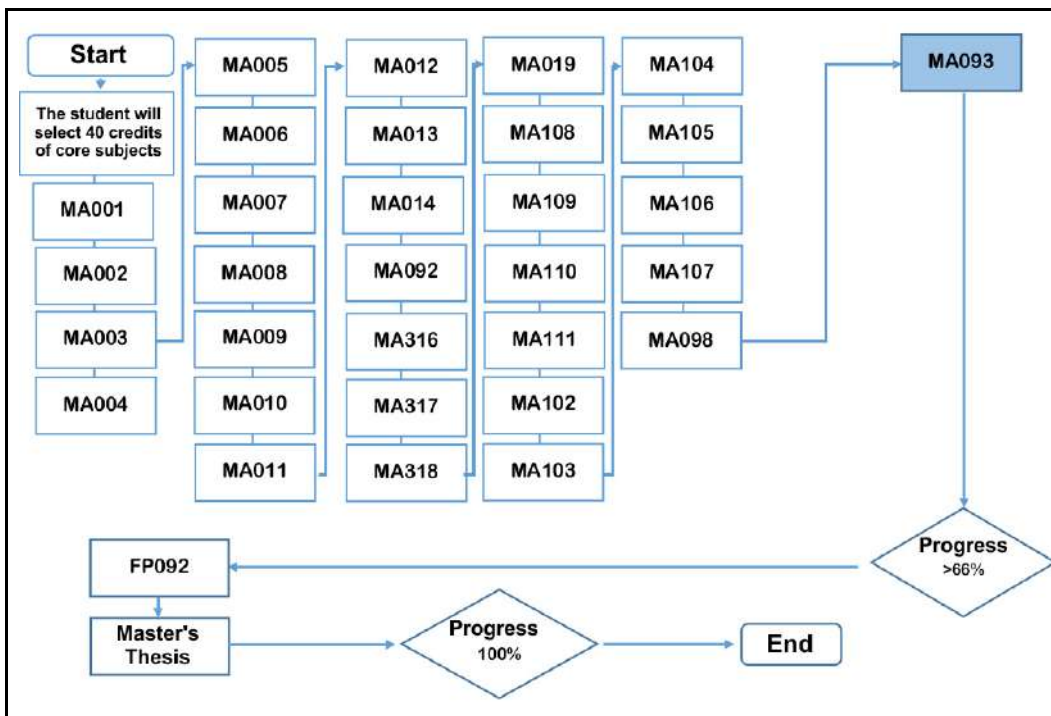 Start
The student will
select 40 credits
of core subjects
MA001
MA002
MA003
MA004
MA005
MA006
MA007
MA008
MA009
MA010
MA011
MA012
MA013
MA014
MA092
MA316
MA317
MA318
MA019
MA108
MA109
MA110
MA111
MA102
MA103
MA104
MA105
MA106
MA107
MA098
MA093
Progress
>66%
FP092
Master's
Thesis
Progress
100%
End